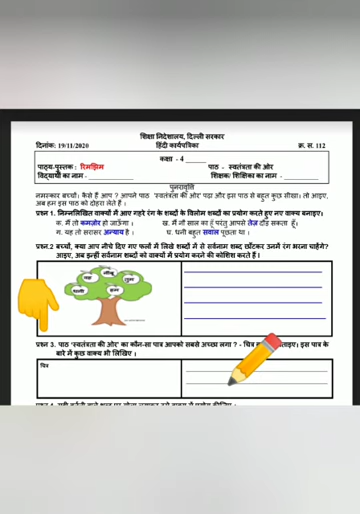 शिक्षा निदेशालय, दिल्ली सरकार
दिनांक: 19/11/2020 हिंदी कार्यपत्रिका क्र. स. 112
कक्षा - 4 ______
पाठ्य-पुस्तक : रिमझिम पाठ - स्वतंत्रता की ओर
विद्यार्थी का नाम - ____________ शिक्षक/ शिक्षिका का नाम - ____________
पुनरावृत्ति
नमस्कार बच्चों। कैसे हैं आप ? आपने पाठ 'स्वतंत्रता की ओर' पढ़ा और इस पाठ से बहुत कुछ सीखा। तो आइए,
अब हम इस पाठ को दोहरा लेते हैं ।
प्रश्न 1. निम्नलिखित वाक्यों में आए गहरे रंग के शब्दों के विलोम शब्दों का प्रयोग करते हुए नए वाक्य बनाइए।
क. मैं तो कमज़ोर हो जाऊँगा । ख. मैं नौ साल का हूँ परंतु आपसे तेज़ दौड़ सकता हूँ।
ग. यह तो सरासर अन्याय है । घ. धनी बहुत सवाल पूछता था ।
प्रश्न.2 बच्चों, क्या आप नीचे दिए गए फलों में लिखे शब्दों में से सर्वनाम शब्द छाँटकर उनमें रंग भरना चाहेंगे?
आइए, अब इन्हीं सर्वनाम शब्दों को वाक्यों में प्रयोग करने की कोशिश करते हैं।
प्रश्न 3. पाठ 'स्वतंत्रता की ओर' का कौन-सा पात्र आपको सबसे अच्छा लगा ? - चित्र इस पात्र के
बारे में कुछ वाक्य भी लिखिए ।
चित्र